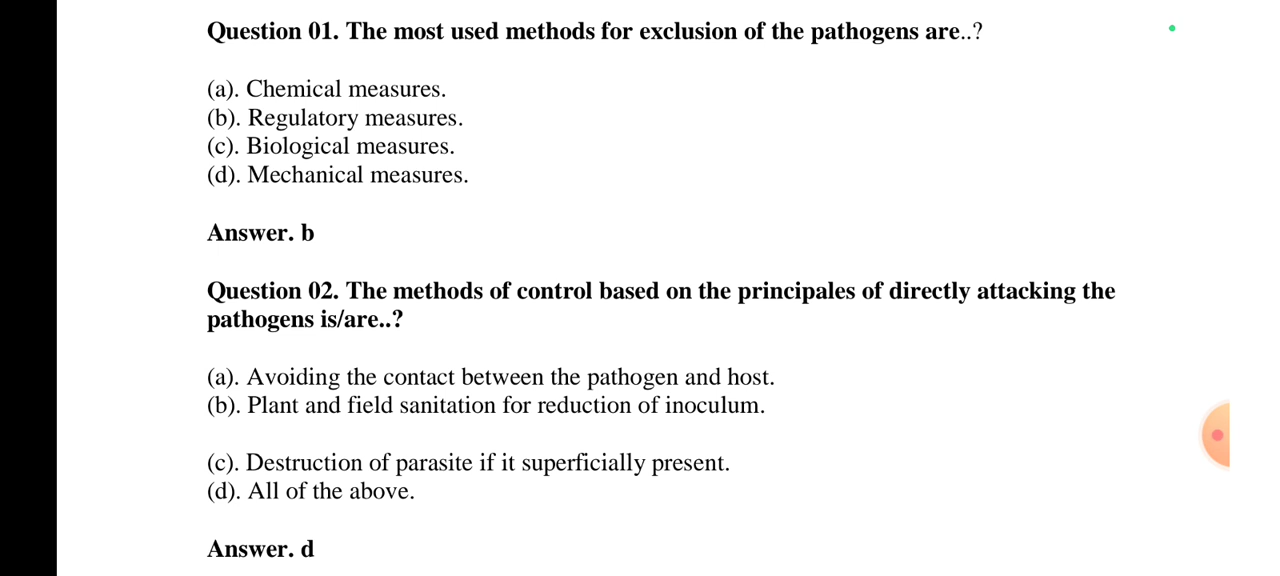 Question 01. The most used methods for exclusion of the pathogens are..?
(a). Chemical measures.
(b). Regulatory measures.
(c). Biological measures.
(d). Mechanical measures.
Answer. b
Question 02. The methods of control based on the principales of directly attacking the
pathogens is/are..?
(a). Avoiding the contact between the pathogen and host.
(b). Plant and field sanitation for reduction of inoculum.
(c). Destruction of parasite if it superficially present.
(d). All of the above.
Answer. d